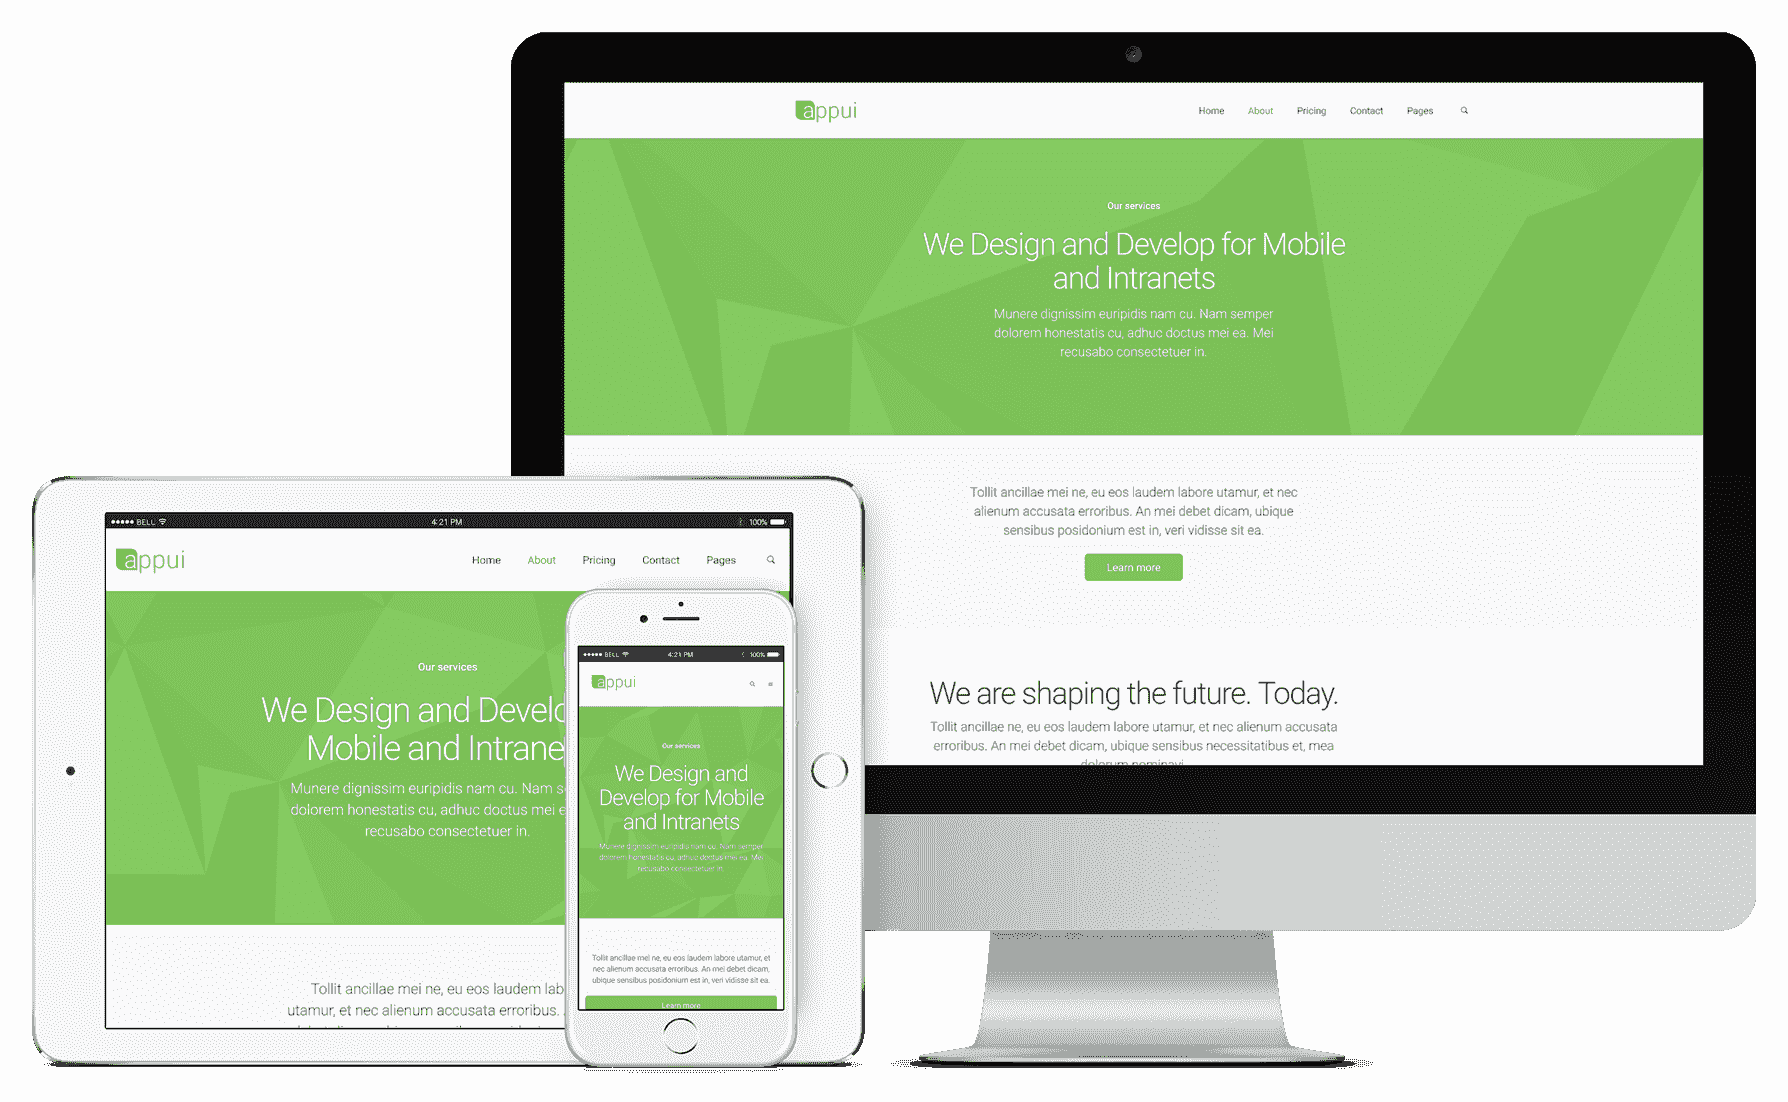 appui
Home About Pricing Contact Pages
Our services
We Design and Develop for Mobile
and Intranets
Munere dignissim euripidis nam cu. Nam semper
dolorem honestatis cu, adhuc doctus mei ea. Mei
recusabo consectetuer in.
Tollit ancillae mei ne, eu eos laudem labore utamur, et nec
alienum accusata erroribus. An mei debet dicam, ubique
sensibus posidonium est in, veri vidisse sit ea.
Learn more
We are shaping the future. Today.
Tollit ancillae ne, eu eos laudem labore utamur, et nec alienum accusata
erroribus. An mei debet dicam, ubique sensibus necessitatibus et, mea
dolorum nominavi
BELL 4:21 PM 100%
appui
Home About Pricing Contact Pages
Our services
We Design and Develo
Mobile and Intrane
Munere dignissim euripidis nam cu. Nam s
dolorem honestatis cu, adhuc doctus mei e
recusabo consectetuer in.
Tollit ancillae mei ne, eu eos laudem lab
utamur, et nec alienum accusata erroribus.
BELL 4:21 PM 100%
appui
Our services
We Design and
Develop for Mobile
and Intranets
Munere dignissim euripidis nam cu. Nam semper
dolorem honestatis cu, adhuc doctus mei ea. Mei
recusabo consectetuer in.
Tollit ancillae mei ne, eu eos laudem labore utamur, et
nec alienum accusata erroribus. An mei debet dicam,
ubique sensibus posidonium est in, veri vidisse sit ea.
Learn more